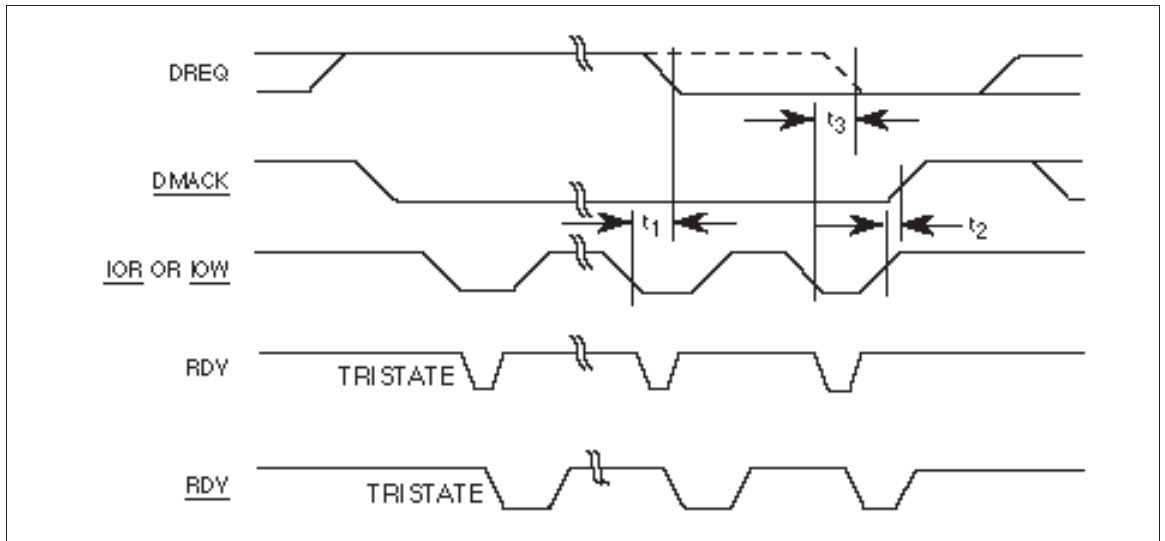 DREQ
t3
DMACK
t1
t2
IOR OR IOW
RDY
TRISTATE
RDY
TRISTATE